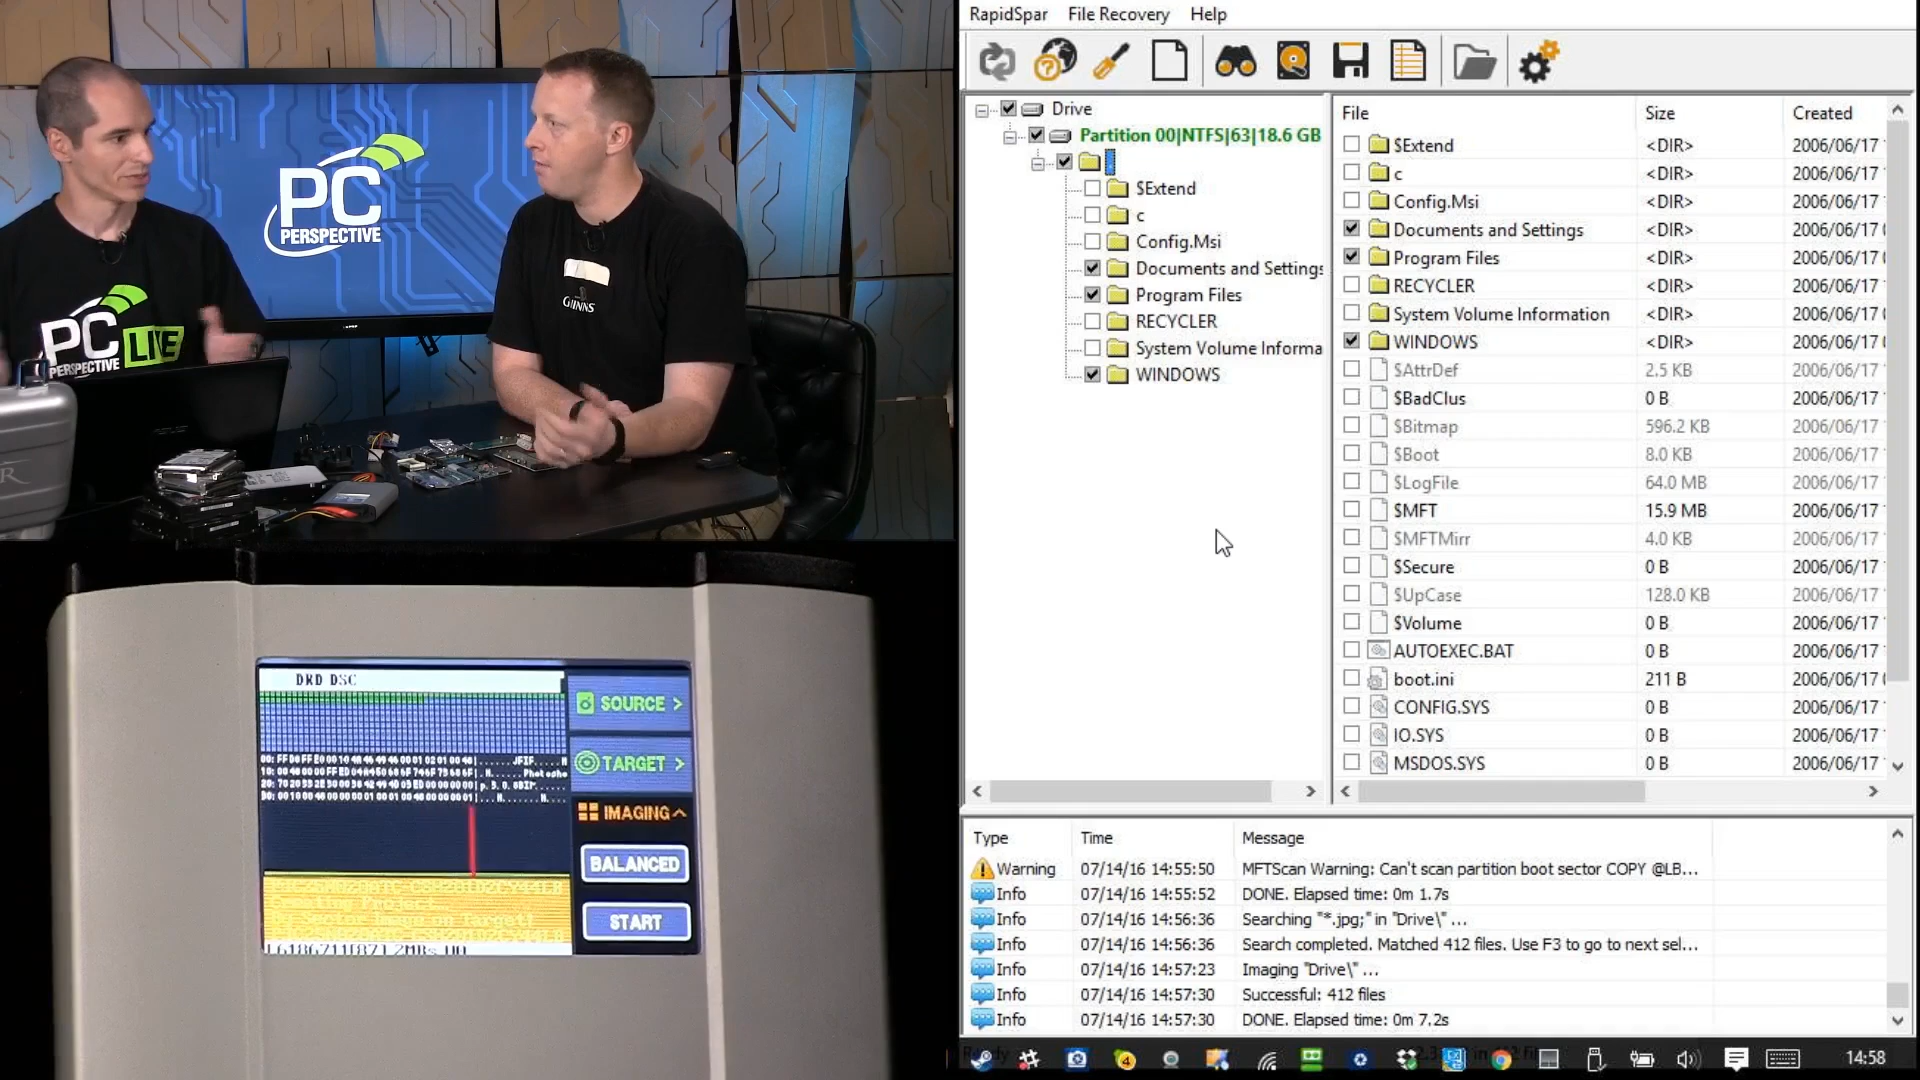 PC
PERSPECTIVE
PC
PERSPECTIVE
LIVE
R
DRD DSC
SOURCE >
TARGET >
IMAGING
BALANCED
START
RapidSpar File Recovery Help
Drive
Partition 00|NTFS|63|18.6 GB
$Extend
c
Config.Msi
Documents and Settings
Program Files
RECYCLER
System Volume Informa
WINDOWS
File Size Created
$Extend <DIR> 2006/06/17
c <DIR> 2006/06/17
Config.Msi <DIR> 2006/06/17
Documents and Settings <DIR> 2006/06/17
Program Files <DIR> 2006/06/17
RECYCLER <DIR> 2006/06/17
System Volume Information <DIR> 2006/06/17
WINDOWS <DIR> 2006/06/17
$AttrDef 2.5 KB 2006/06/17
$BadClus 0 B 2006/06/17
$Bitmap 596.2 KB 2006/06/17
$Boot 8.0 KB 2006/06/17
$LogFile 64.0 MB 2006/06/17
$MFT 15.9 MB 2006/06/17
$MFTMirr 4.0 KB 2006/06/17
$Secure 0 B 2006/06/17
$UpCase 128.0 KB 2006/06/17
$Volume 0 B 2006/06/17
AUTOEXEC.BAT 0 B 2006/06/17
boot.ini 211 B 2006/06/17
CONFIG.SYS 0 B 2006/06/17
IO.SYS 0 B 2006/06/17
MSDOS.SYS 0 B 2006/06/17
Type Time Message
Warning 07/14/16 14:55:50 MFTScan Warning: Can't scan partition boot sector COPY @LB...
Info 07/14/16 14:55:52 DONE. Elapsed time: 0m 1.7s
Info 07/14/16 14:56:36 Searching "*.jpg;" in "Drive\" ...
Info 07/14/16 14:56:36 Search completed. Matched 412 files. Use F3 to go to next sel...
Info 07/14/16 14:57:23 Imaging "Drive\" ...
Info 07/14/16 14:57:30 Successful: 412 files
Info 07/14/16 14:57:30 DONE. Elapsed time: 0m 7.2s
14:58